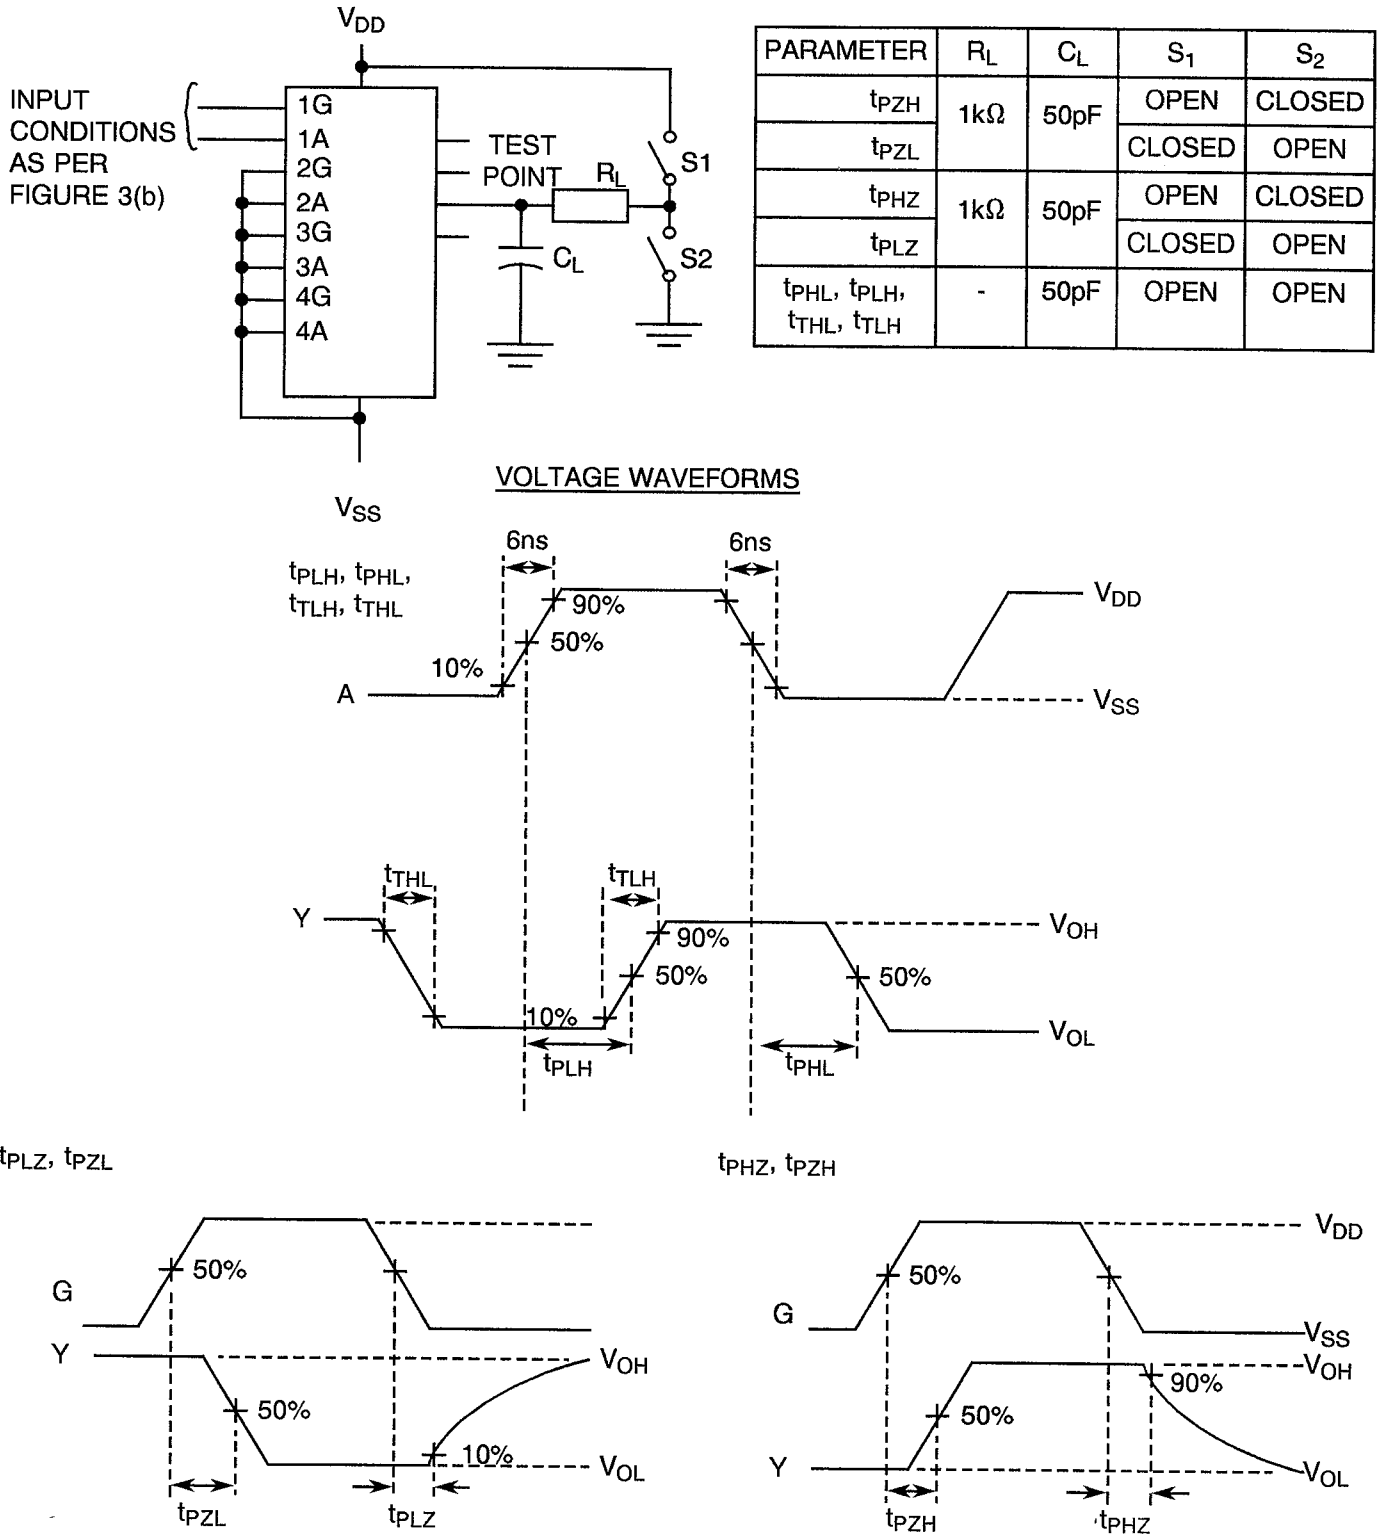 VDD
INPUT
CONDITIONS
AS PER
FIGURE 3(b)
1G
1A
2G
2A
3G
3A
4G
4A
TEST
POINT
RL
S1
CL
S2
VSS
PARAMETER RL CL S1 S2
tPZH 1kΩ 50pF OPEN CLOSED
tPZL CLOSED OPEN
tPHZ 1kΩ 50pF OPEN CLOSED
tPLZ CLOSED OPEN
tPHL, tPLH, - 50pF OPEN OPEN
tTHL, tTLH
VOLTAGE WAVEFORMS
tPLH, tPHL,
tTLH, tTHL
6ns 6ns
90%
50%
10%
A
VDD
VSS
tTHL tTLH
Y
90%
50%
10%
50%
VOH
VOL
tPLH tPHL
tPLZ, tPZL
G
50%
Y
50%
10%
VOH
VOL
tPZL tPLZ
tPHZ, tPZH
VDD
50%
G
VSS
VOH
90%
50%
Y
VOL
tPZH tPHZ